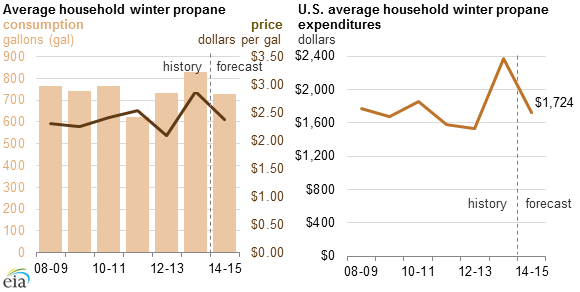 Average household winter propane
consumption price
gallons (gal) dollars per gal
900 $3.50
800 $3.00
700 $2.50
600 $2.00
500 $1.50
400 $1.00
300 $0.50
200 $0.00
100
0
history forecast
08-09 10-11 12-13 14-15
eia
U.S. average household winter propane
expenditures
dollars
$2,400
$2,000
$1,600
$1,200
$800
$400
$0
$1,724
history forecast
08-09 10-11 12-13 14-15